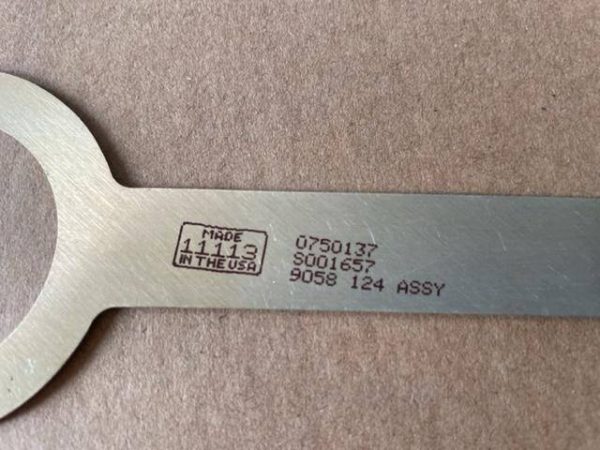 MADE
11113
IN THE USA
0750137
S001657
9058 124 ASSY